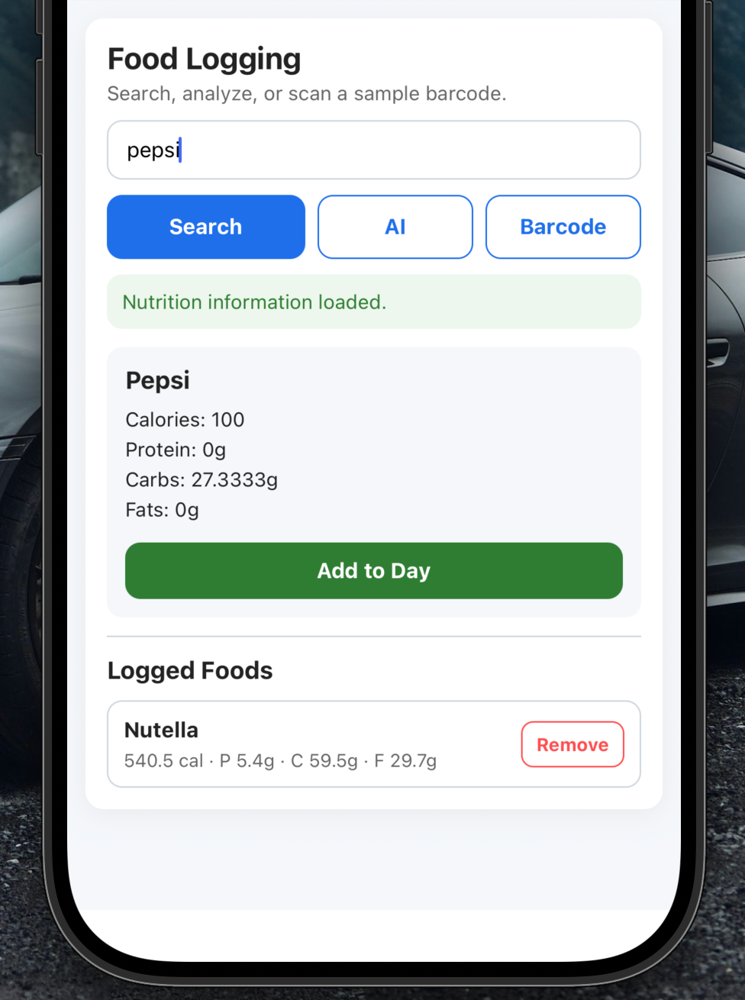 Food Logging
Search, analyze, or scan a sample barcode.
pepsi
Search
AI
Barcode
Nutrition information loaded.
Pepsi
Calories: 100
Protein: 0g
Carbs: 27.3333g
Fats: 0g
Add to Day
Logged Foods
Nutella
540.5 cal · P 5.4g · C 59.5g · F 29.7g
Remove